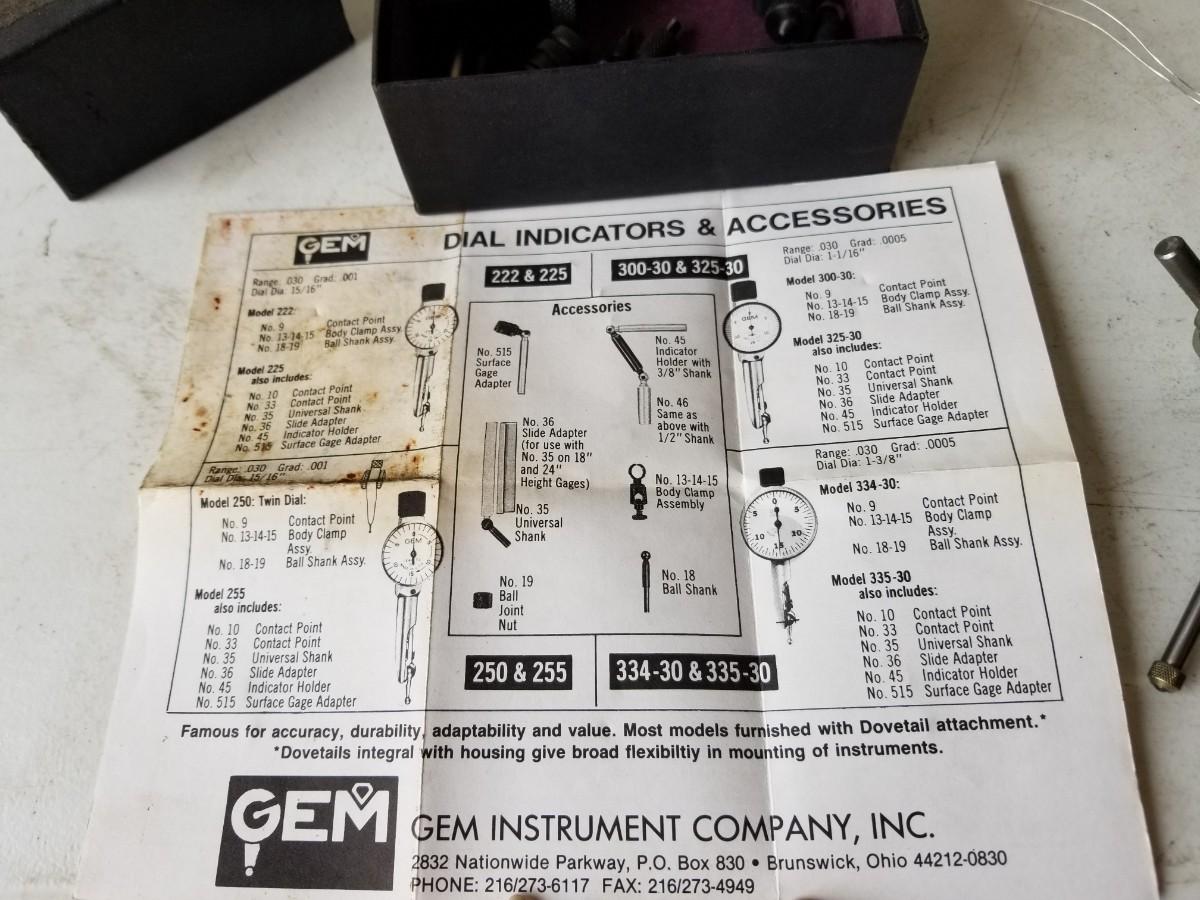 GEM
DIAL INDICATORS & ACCESSORIES
Range: .030 Grad: .001
Dial Dia: 15/16"
Model 222:
No. 9 Contact Point
No. 13-14-15 Body Clamp Assy.
No. 18-19 Ball Shank Assy.
Model 225
also includes:
No. 10 Contact Point
No. 33 Contact Point
No. 35 Universal Shank
No. 36 Slide Adapter
No. 45 Indicator Holder
No. 515 Surface Gage Adapter
222 & 225
300-30 & 325-30
Range: .030 Grad: .0005
Dial Dia: 1-1/16"
Model 300-30:
No. 9 Contact Point
No. 13-14-15 Body Clamp Assy.
No. 18-19 Ball Shank Assy.
Model 325-30
also includes:
No. 10 Contact Point
No. 33 Contact Point
No. 35 Universal Shank
No. 36 Slide Adapter
No. 45 Indicator Holder
No. 515 Surface Gage Adapter
Accessories
No. 515
Surface
Gage
Adapter
No. 45
Indicator
Holder with
3/8" Shank
No. 46
Same as
above with
1/2" Shank
No. 36
Slide Adapter
(for use with
No. 35 on 18"
and 24"
Height Gages)
No. 35
Universal
Shank
No. 13-14-15
Body Clamp
Assembly
No. 19
Ball
Joint
Nut
No. 18
Ball Shank
Range: .030 Grad: .001
Dial Dia: 15/16"
Model 250: Twin Dial:
No. 9 Contact Point
No. 13-14-15 Body Clamp
Assy.
No. 18-19 Ball Shank Assy.
Model 255
also includes:
No. 10 Contact Point
No. 33 Contact Point
No. 35 Universal Shank
No. 36 Slide Adapter
No. 45 Indicator Holder
No. 515 Surface Gage Adapter
GEM
250 & 255
334-30 & 335-30
Range: .030 Grad: .0005
Dial Dia: 1-3/8"
Model 334-30:
No. 9 Contact Point
No. 13-14-15 Body Clamp
Assy.
No. 18-19 Ball Shank Assy.
Model 335-30
also includes:
No. 10 Contact Point
No. 33 Contact Point
No. 35 Universal Shank
No. 36 Slide Adapter
No. 45 Indicator Holder
No. 515 Surface Gage Adapter
0
5 5
10 20
15
Famous for accuracy, durability, adaptability and value. Most models furnished with Dovetail attachment.*
*Dovetails integral with housing give broad flexibiltiy in mounting of instruments.
GEM
GEM INSTRUMENT COMPANY, INC.
2832 Nationwide Parkway, P.O. Box 830 • Brunswick, Ohio 44212-0830
PHONE: 216/273-6117 FAX: 216/273-4949